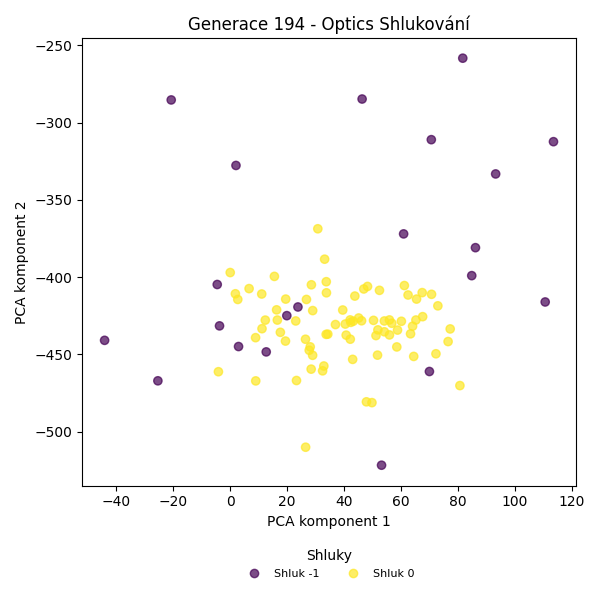 Generace 194 - Optics Shlukování
−250
−300
−350
−400
−450
−500
PCA komponent 2
−40
−20
0
20
40
60
80
100
120
PCA komponent 1
Shluky
Shluk -1
Shluk 0